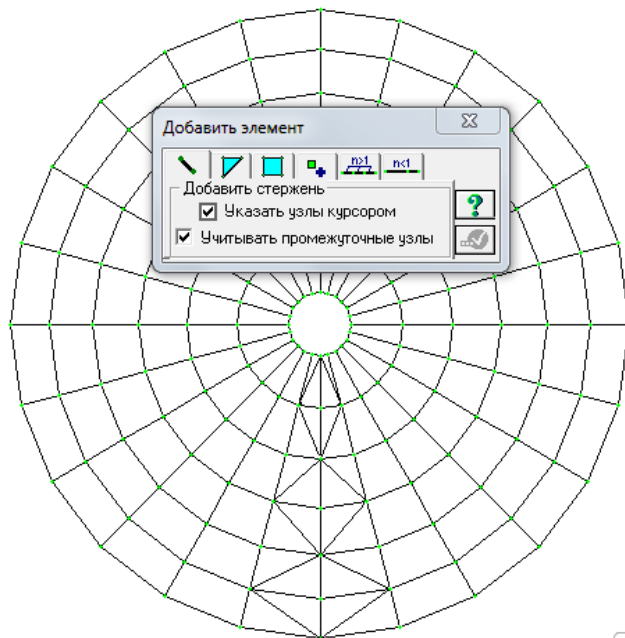 Добавить элемент
n>1
n<1
Добавить стержень
Указать узлы курсором
Учитывать промежуточные узлы
?